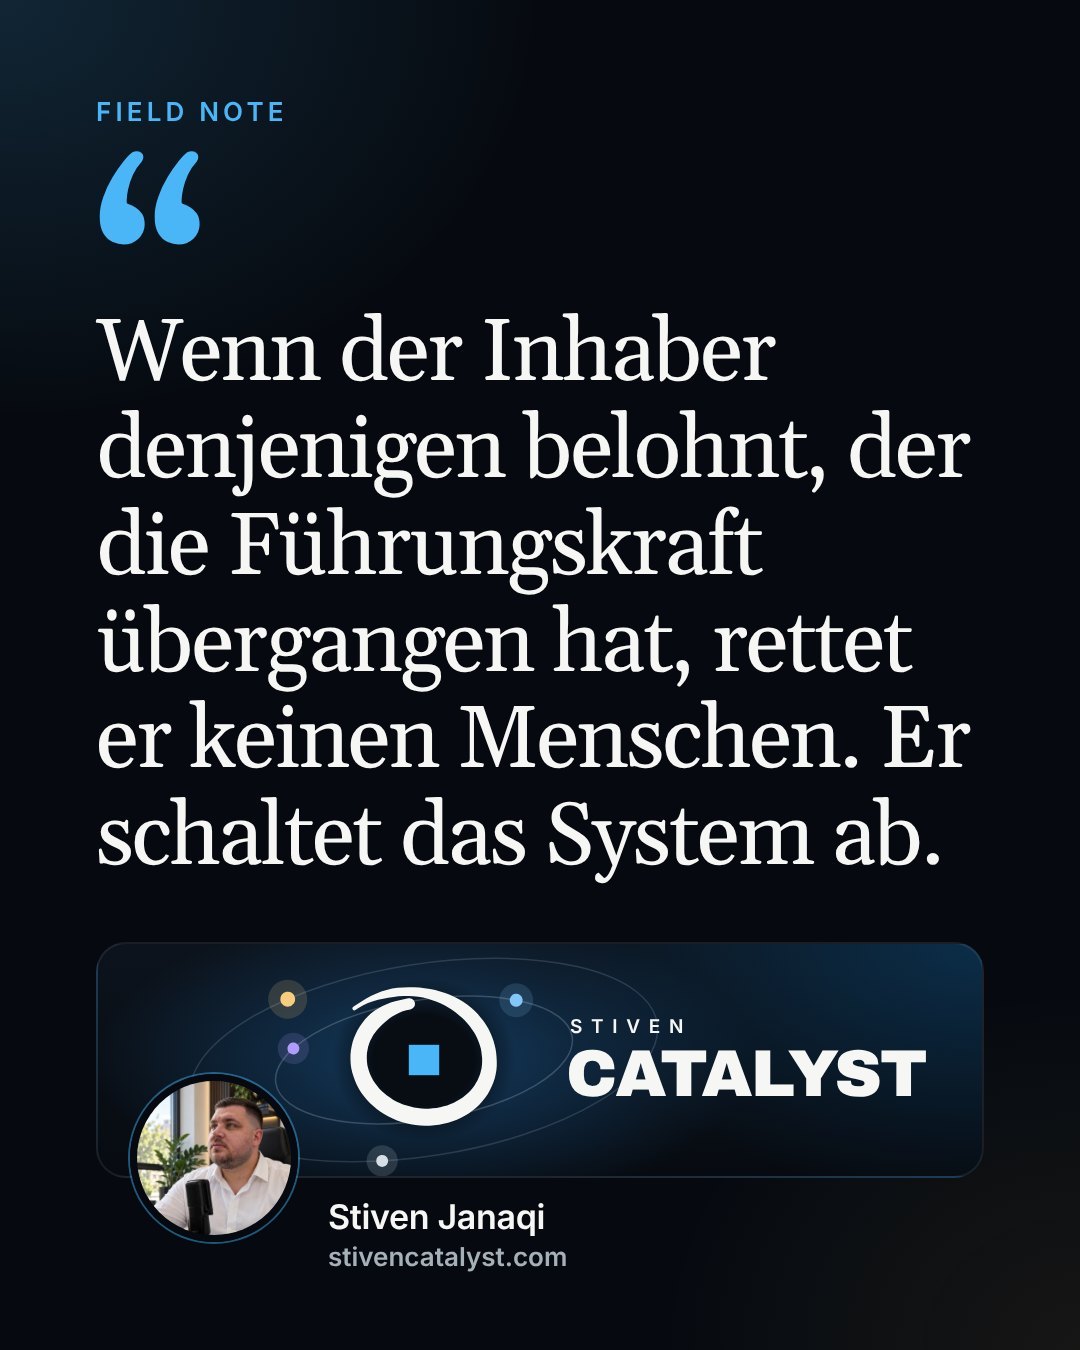 FIELD NOTE
“
Wenn der Inhaber
denjenigen belohnt, der
die Führungskraft
übergangen hat, rettet
er keinen Menschen. Er
schaltet das System ab.
STIVEN
CATALYST
Stiven Janaqi
stivencatalyst.com